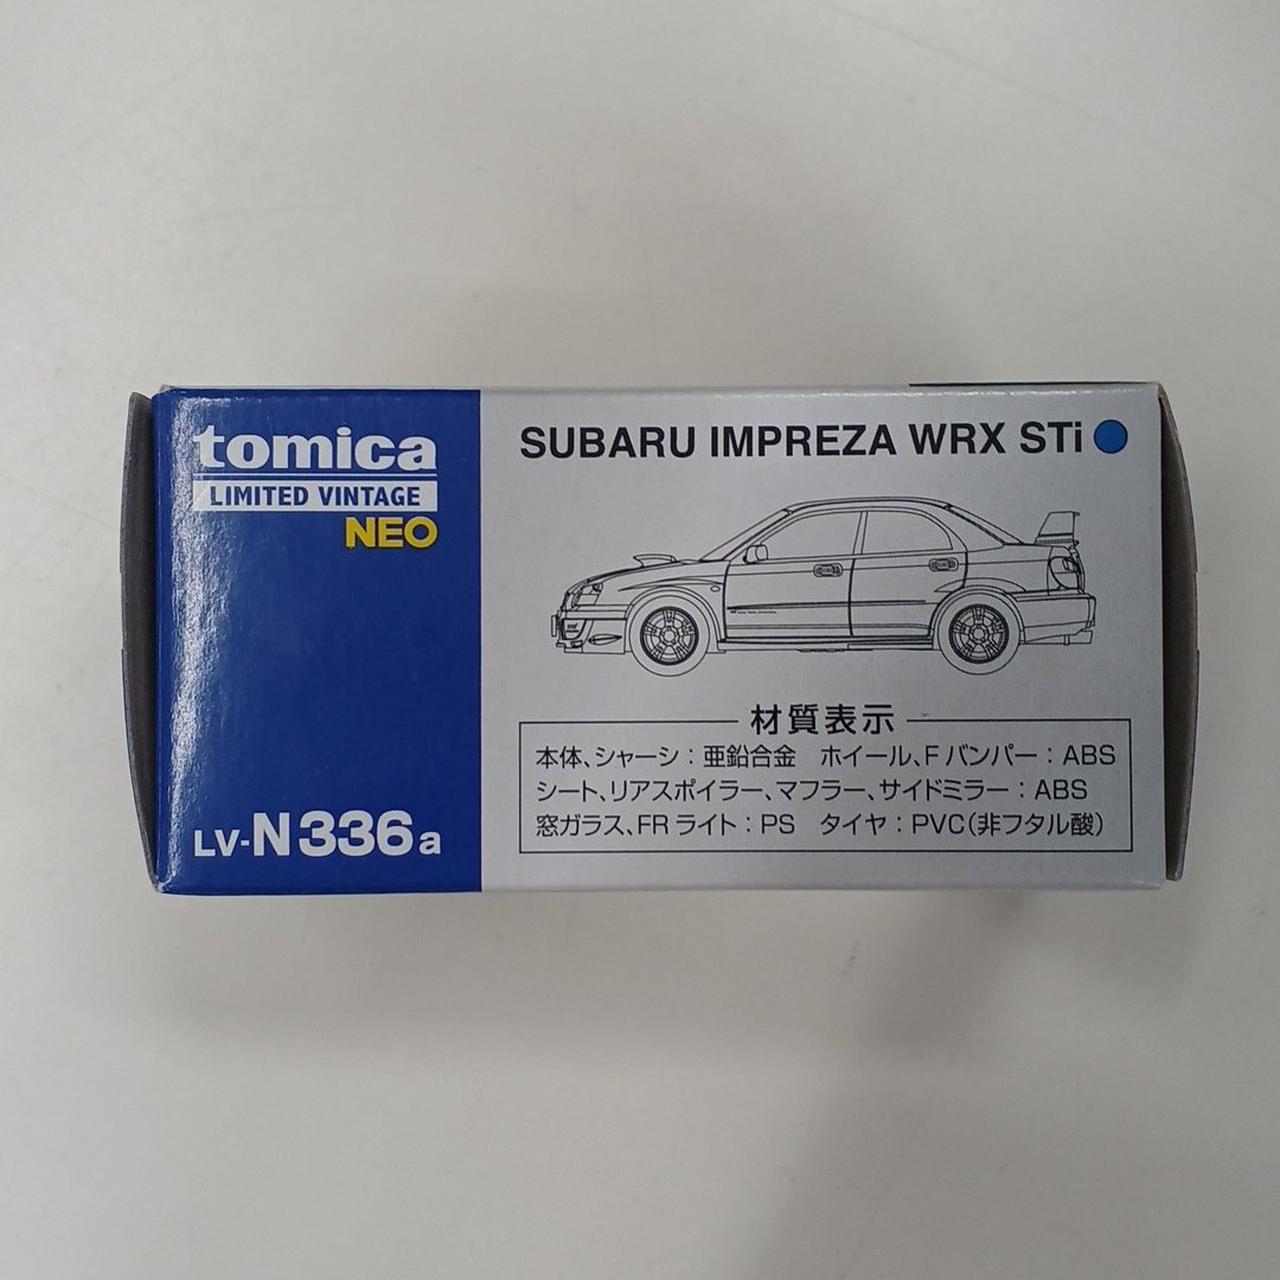 tomica
LIMITED VINTAGE
NEO
LV-N336a
SUBARU IMPREZA WRX STi
材質表示
本体、シャーシ：亜鉛合金　ホイール、Fバンパー：ABS
シート、リアスポイラー、マフラー、サイドミラー：ABS
窓ガラス、FRライト：PS　タイヤ：PVC（非フタル酸）